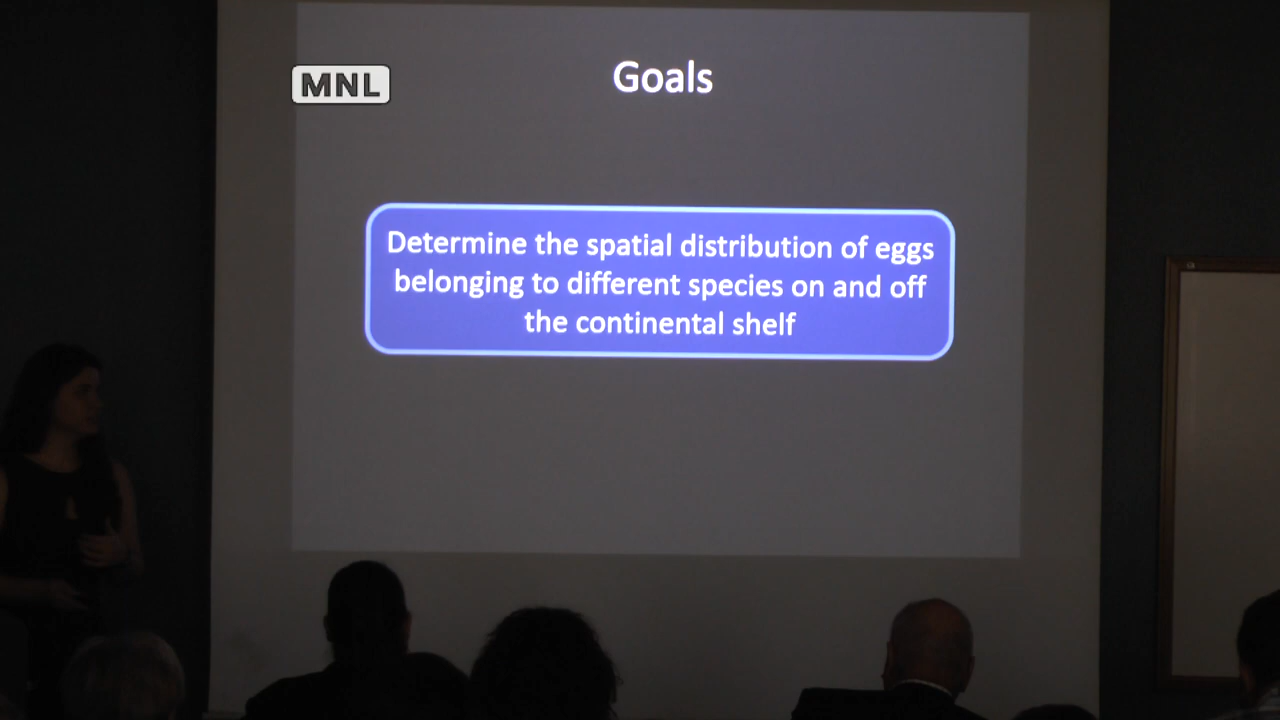 MNL
Goals
Determine the spatial distribution of eggs
belonging to different species on and off
the continental shelf